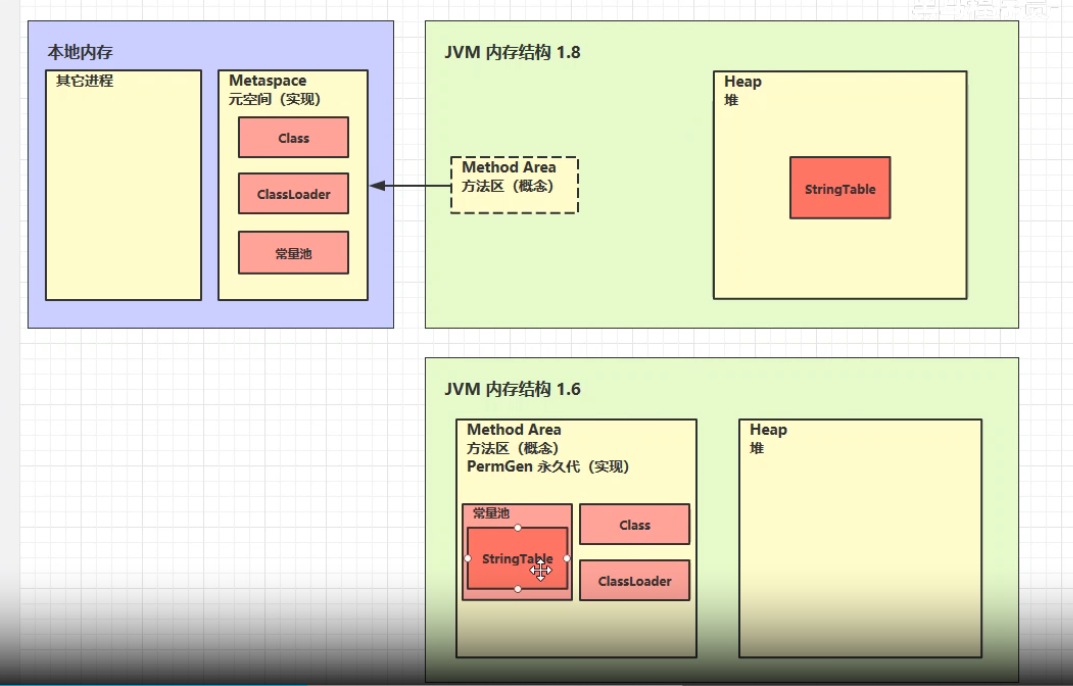 本地内存
其它进程
Metaspace
元空间（实现）
Class
ClassLoader
常量池
JVM 内存结构 1.8
Method Area
方法区（概念）
Heap
堆
StringTable
JVM 内存结构 1.6
Method Area
方法区（概念）
PermGen 永久代（实现）
常量池
StringTable
Class
ClassLoader
Heap
堆